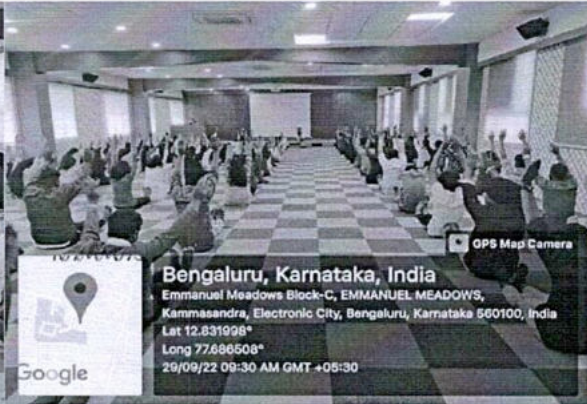 GPS Map Camera
Bengaluru, Karnataka, India
Emmanuel Meadows Block-C, EMMANUEL MEADOWS,
Kammasandra, Electronic City, Bengaluru, Karnataka 560100, India
Lat 12.831998°
Long 77.686508°
29/09/22 09:30 AM GMT +05:30
Google